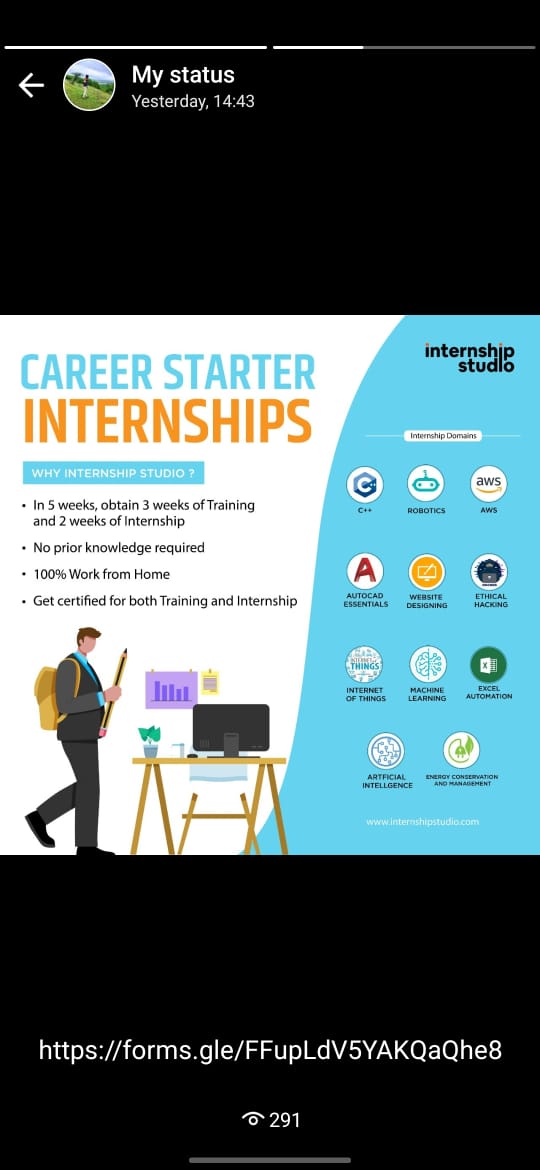 My status
Yesterday, 14:43
CAREER STARTER
INTERNSHIPS
WHY INTERNSHIP STUDIO ?
• In 5 weeks, obtain 3 weeks of Training
and 2 weeks of Internship
• No prior knowledge required
• 100% Work from Home
• Get certified for both Training and Internship
internship
studio
Internship Domains
C++
ROBOTICS
aws
AWS
AUTOCAD
ESSENTIALS
WEBSITE
DESIGNING
ETHICAL
HACKING
INTERNET
THINGS
INTERNET
OF THINGS
MACHINE
LEARNING
X
EXCEL
AUTOMATION
ARTFICIAL
INTELLGENCE
ENERGY CONSERVATION
AND MANAGEMENT
www.internshipstudio.com
https://forms.gle/FFupLdV5YAKQaQhe8
291